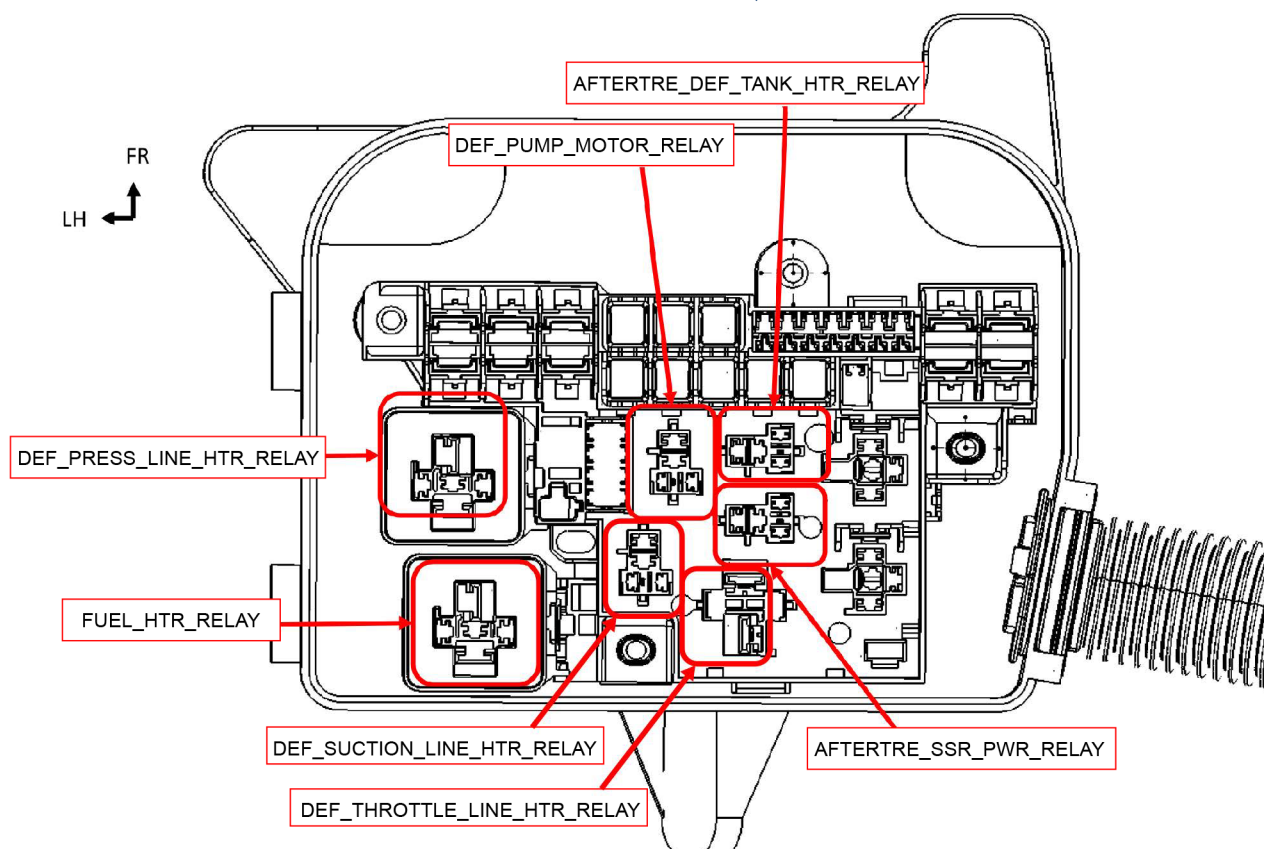 AFTERTRE_DEF_TANK_HTR_RELAY
DEF_PUMP_MOTOR_RELAY
FR
LH
DEF_PRESS_LINE_HTR_RELAY
FUEL_HTR_RELAY
DEF_SUCTION_LINE_HTR_RELAY
AFTERTRE_SSR_PWR_RELAY
DEF_THROTTLE_LINE_HTR_RELAY